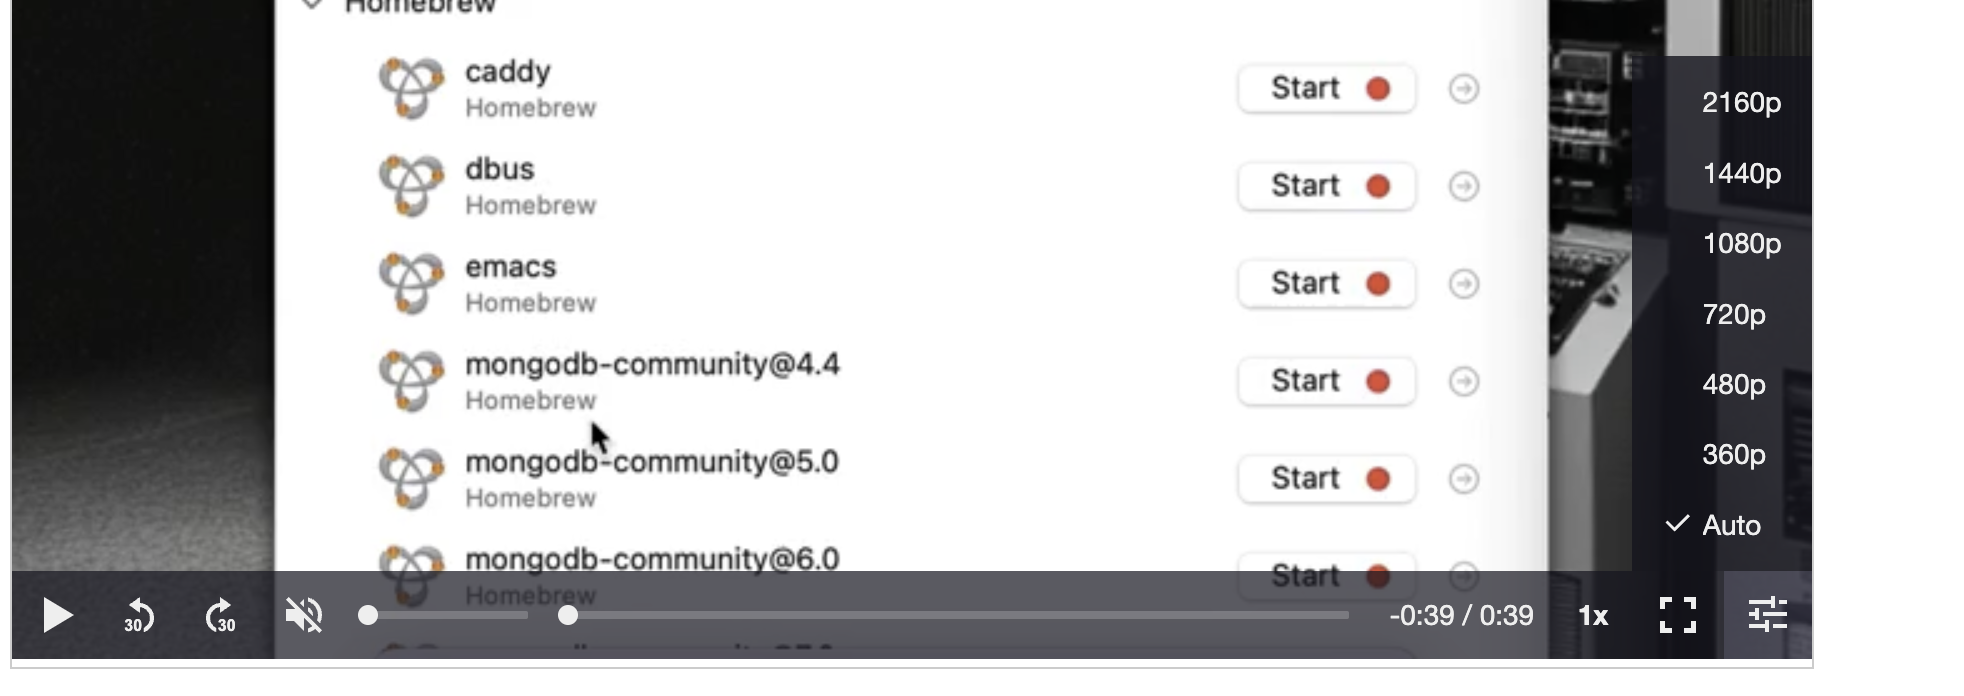 Homebrew
caddy
Homebrew
Start
dbus
Homebrew
Start
emacs
Homebrew
Start
mongodb-community@4.4
Homebrew
Start
mongodb-community@5.0
Homebrew
Start
mongodb-community@6.0
Homebrew
Start
2160p
1440p
1080p
720p
480p
360p
Auto
30
30
-0:39 / 0:39
1x